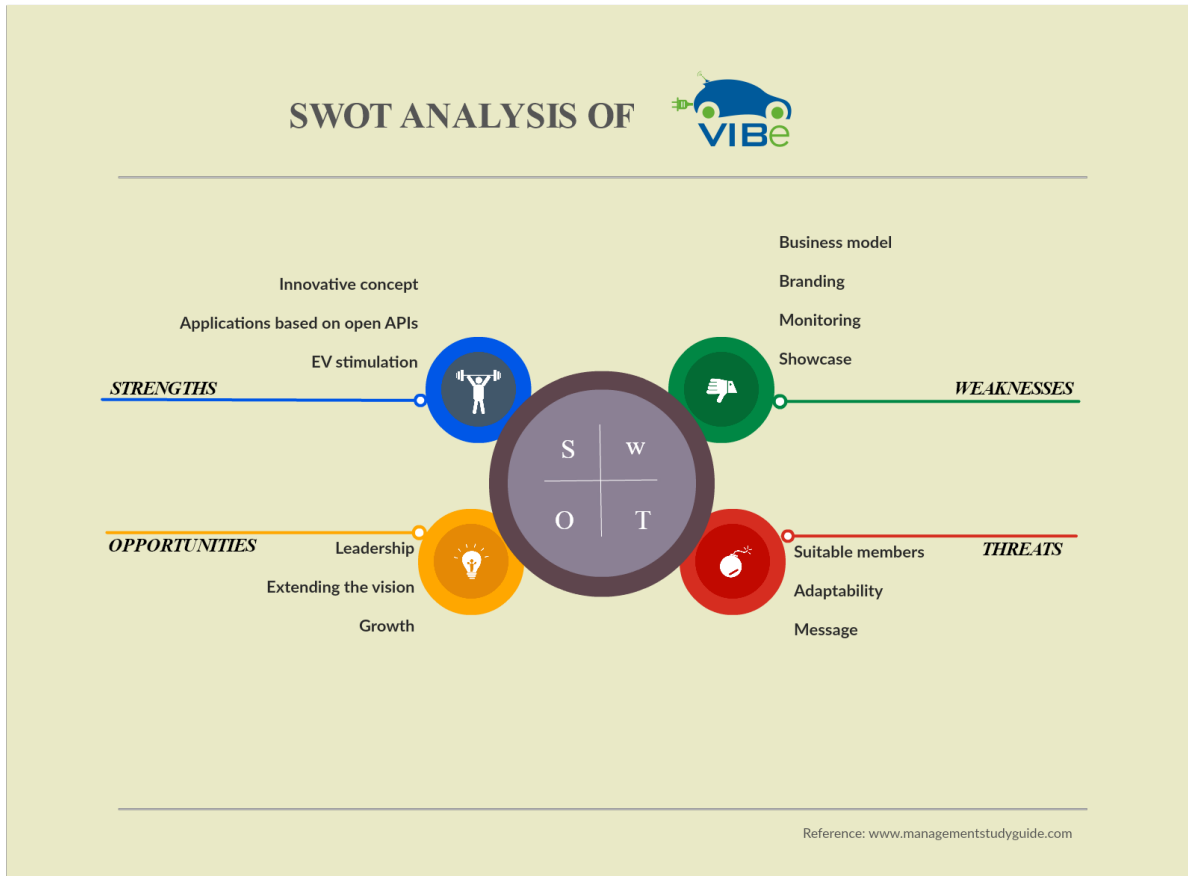 SWOT ANALYSIS OF
VIBe
Innovative concept
Applications based on open APIs
EV stimulation
STRENGTHS
Business model
Branding
Monitoring
Showcase
WEAKNESSES
S
w
O
T
OPPORTUNITIES
Leadership
Extending the vision
Growth
THREATS
Suitable members
Adaptability
Message
Reference: www.managementstudyguide.com